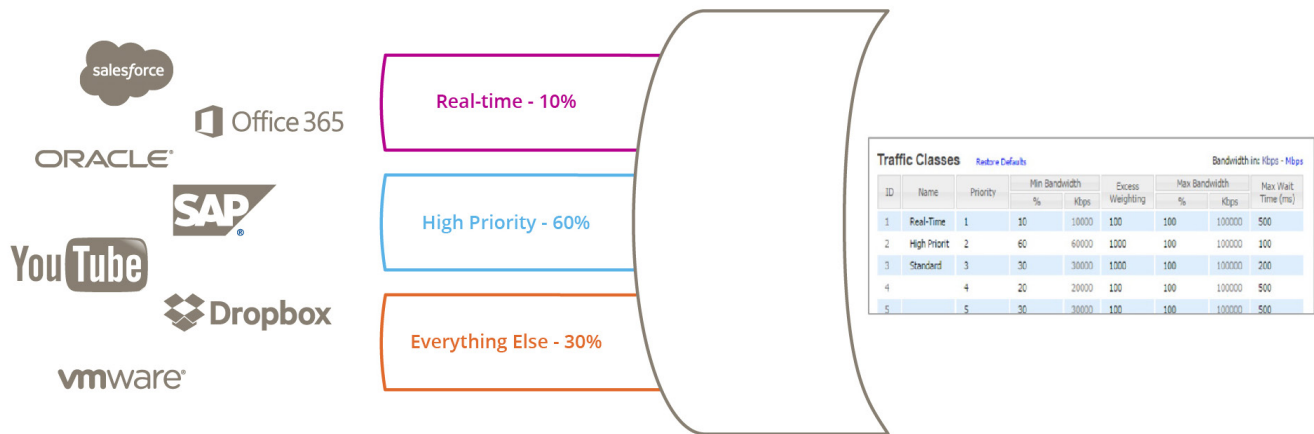 salesforce
Office 365
ORACLE®
SAP®
YouTube
Dropbox
vmware®
Real-time - 10%
High Priority - 60%
Everything Else - 30%
Traffic Classes Restore Defaults Bandwidth in: Kbps - Mbps
ID Name Priority Min Bandwidth Excess Weighting Max Bandwidth Max Wait Time (ms)
% Kbps % Kbps
1 Real-Time 1 10 10000 100 100 100000 500
2 High Priorit 2 60 60000 1000 100 100000 100
3 Standard 3 30 30000 1000 100 100000 200
4 4 20 20000 100 100 100000 500
5 5 30 30000 100 100 100000 500